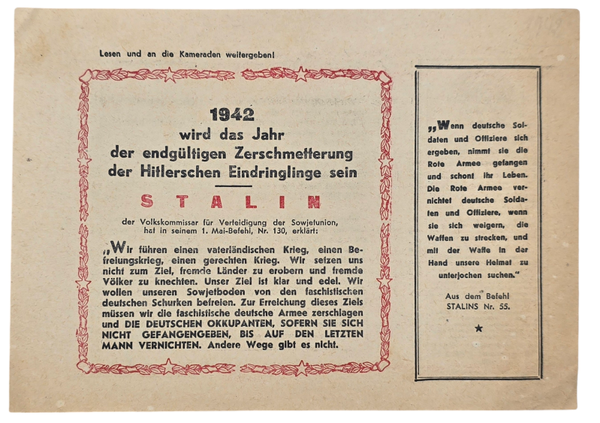 Lesen und an die Kameraden weitergeben!
1942
wird das Jahr
der endgültigen Zerschmetterung
der Hitlerschen Eindringlinge sein
STALIN
der Volkskommissar für Verteidigung der Sowjetunion,
hat in seinem 1. Mai-Befehl, Nr. 130, erklärt:
„Wir führen einen vaterländischen Krieg, einen Be-
freiungskrieg, einen gerechten Krieg. Wir setzen uns
nicht zum Ziel, fremde Länder zu erobern und fremde
Völker zu knechten. Unser Ziel ist klar und edel. Wir
wollen unseren Sowjetboden von den faschistischen
deutschen Schurken befreien. Zur Erreichung dieses Ziels
müssen wir die faschistische deutsche Armee zerschlagen
und DIE DEUTSCHEN OKKUPANTEN, SOFERN SIE SICH
NICHT GEFANGENGEBEN, BIS AUF DEN LETZTEN
MANN VERNICHTEN. Andere Wege gibt es nicht.
„Wenn deutsche Sol-
daten und Offiziere sich
ergeben, nimmt sie die
Rote Armee gefangen
und schont ihr Leben.
Die Rote Armee ver-
nichtet deutsche Solda-
ten und Offiziere, wenn
sie sich weigern, die
Waffen zu strecken, und
mit der Waffe in der
Hand unsere Heimat zu
unterjochen suchen.“
Aus dem Befehl
STALINS Nr. 55.